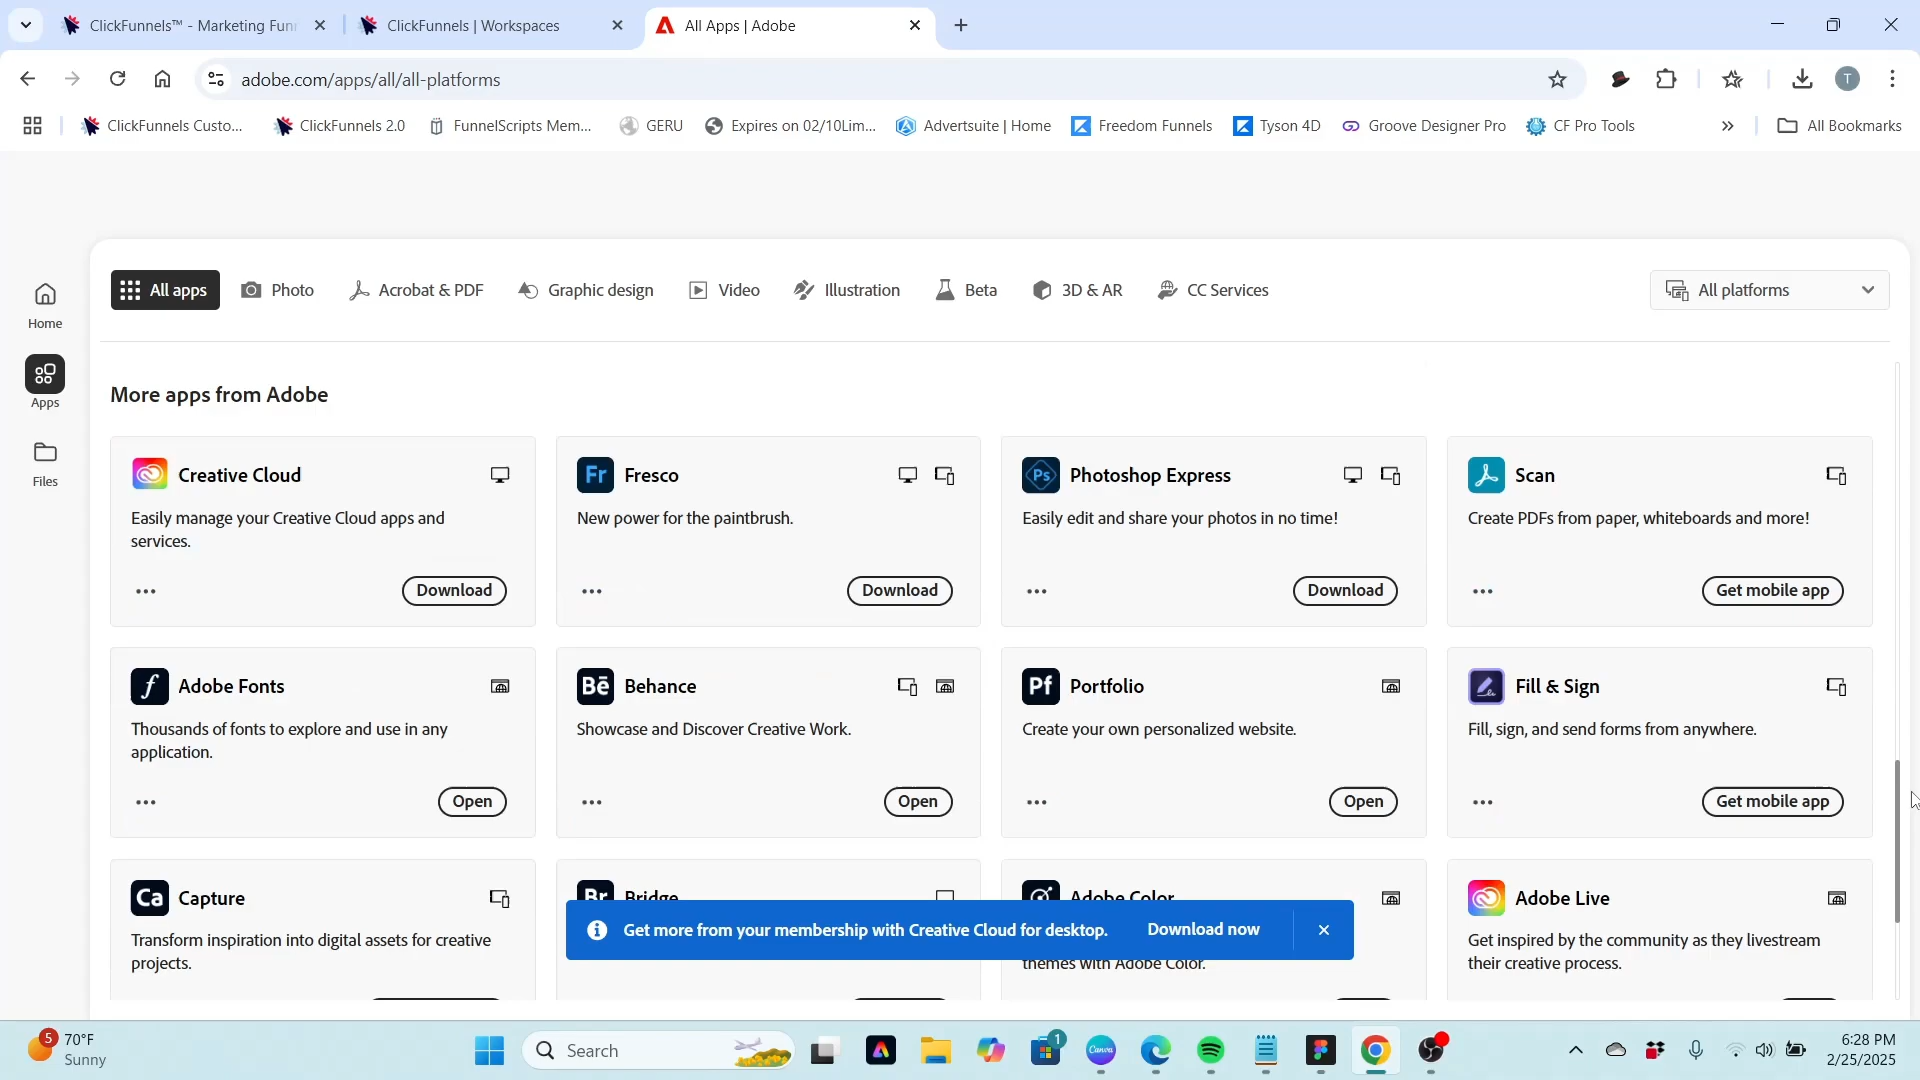 ClickFunnels™ - Marketing Fun
ClickFunnels | Workspaces
All Apps | Adobe
adobe.com/apps/all/all-platforms
T
ClickFunnels Custo...
ClickFunnels 2.0
FunnelScripts Mem...
GERU
Expires on 02/10Lim...
Advertsuite | Home
Freedom Funnels
Tyson 4D
Groove Designer Pro
CF Pro Tools
All Bookmarks
Home
Apps
Files
All apps
Photo
Acrobat & PDF
Graphic design
Video
Illustration
Beta
3D & AR
CC Services
All platforms
More apps from Adobe
Creative Cloud
Easily manage your Creative Cloud apps and
services.
Download
Fr Fresco
New power for the paintbrush.
Download
Ps Photoshop Express
Easily edit and share your photos in no time!
Download
Scan
Create PDFs from paper, whiteboards and more!
Get mobile app
f Adobe Fonts
Thousands of fonts to explore and use in any
application.
Open
Bē Behance
Showcase and Discover Creative Work.
Open
Pf Portfolio
Create your own personalized website.
Open
Fill & Sign
Fill, sign, and send forms from anywhere.
Get mobile app
Ca Capture
Transform inspiration into digital assets for creative
projects.
Br Bridge
Adobe Color
themes with Adobe Color.
Adobe Live
Get inspired by the community as they livestream
their creative process.
Get more from your membership with Creative Cloud for desktop.
Download now
5
70°F
Sunny
Search
1
Canva
6:28 PM
2/25/2025